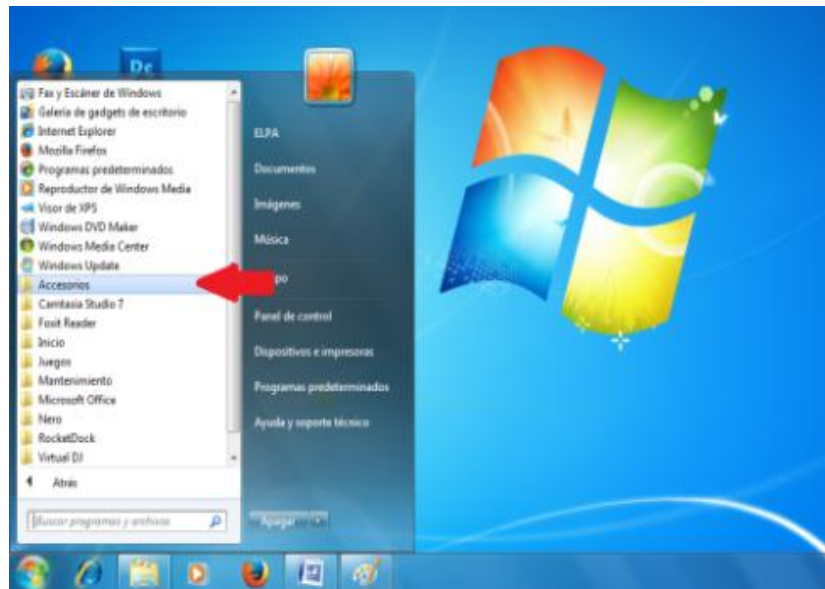 Ps
Fax y Escáner de Windows
Galería de gadgets de escritorio
Internet Explorer
Mozilla Firefox
Programas predeterminados
Reproductor de Windows Media
Visor de XPS
Windows DVD Maker
Windows Media Center
Windows Update
Accesorios
Camtasia Studio 7
Foxit Reader
Inicio
Juegos
Mantenimiento
Microsoft Office
Nero
RocketDock
Virtual DJ
Atrás
Buscar programas y archivos
ELPA
Documentos
Imágenes
Música
po
Panel de control
Dispositivos e impresoras
Programas predeterminados
Ayuda y soporte técnico
Apagar